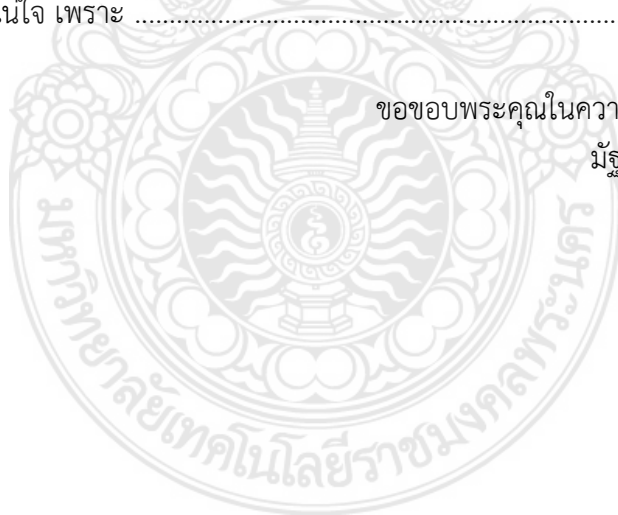 นใจ เพราะ ................................................................................
ขอขอบพระคุณในควา
มัฐ
มหาวิทยาลัยเทคโนโลยีราชมงคลพระนคร